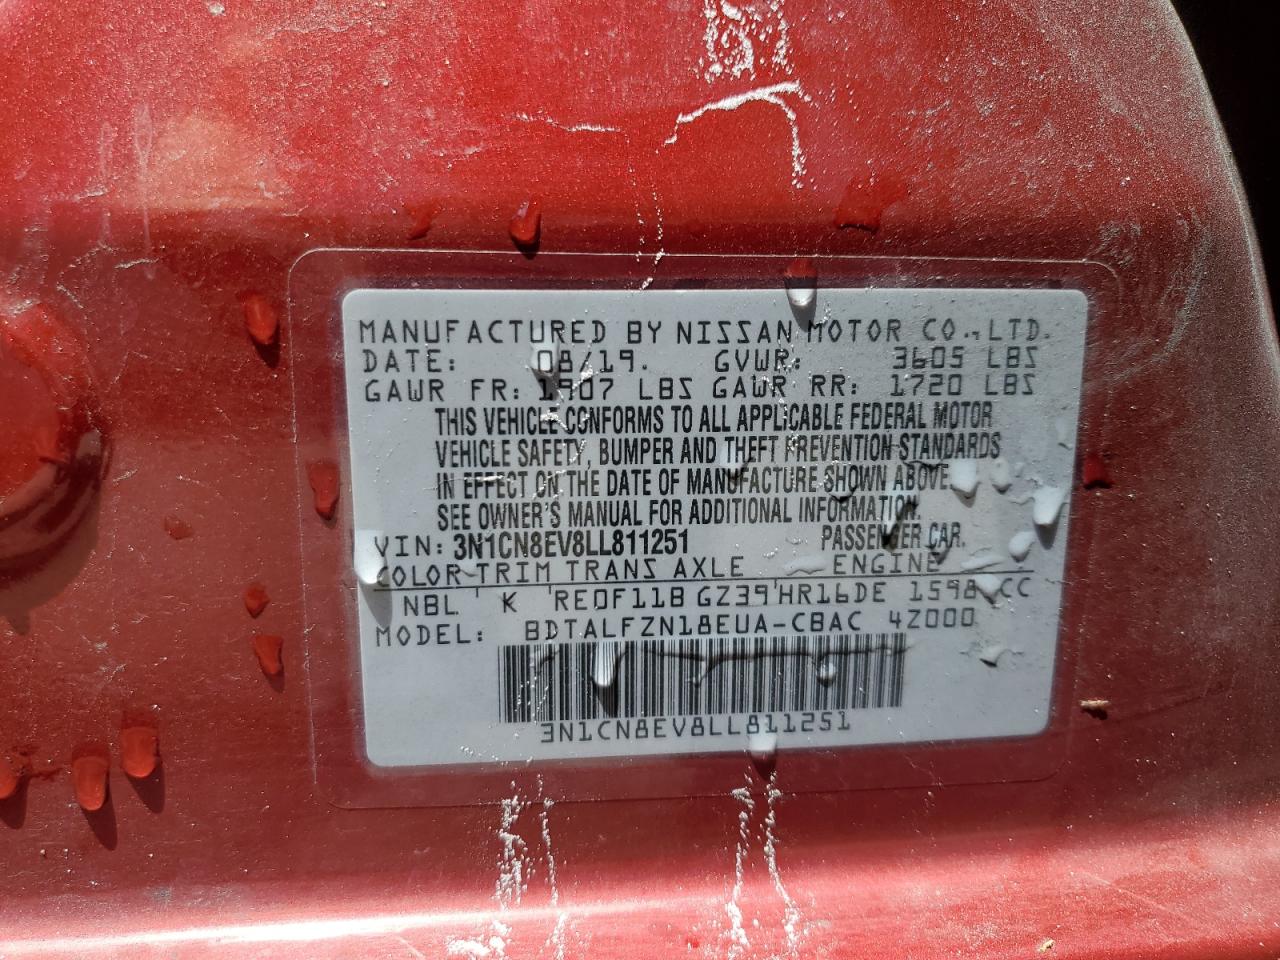 MANUFACTURED BY NISSAN MOTOR CO., LTD.
DATE: 08/19. GVWR: 3605 LBS
GAWR FR: 1907 LBS GAWR RR: 1720 LBS
THIS VEHICLE CONFORMS TO ALL APPLICABLE FEDERAL MOTOR
VEHICLE SAFETY, BUMPER AND THEFT PREVENTION STANDARDS
IN EFFECT ON THE DATE OF MANUFACTURE SHOWN ABOVE.
SEE OWNER'S MANUAL FOR ADDITIONAL INFORMATION.
VIN: 3N1CN8EV8LL811251 PASSENGER CAR.
COLOR TRIM TRANS AXLE ENGINE
NBL K RE0F11B GZ39 HR16DE 1598 CC
MODEL: BDTALFZN18EUA-CBAC 4Z000
3N1CN8EV8LL811251